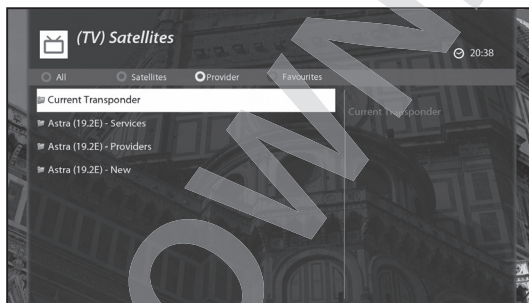 (TV) Satellites
20:38
All Satellites Provider Favourites
Current Transponder
Current Transponder
Astra (19.2E) - Services
Astra (19.2E) - Providers
Astra (19.2E) - New